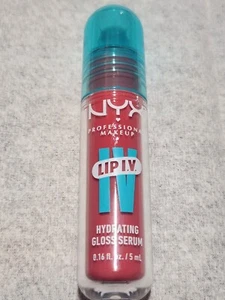 NYX
PROFESSIONAL
MAKEUP
LIP I.V.
IV
HYDRATING
GLOSS SERUM
0.16 fl. oz. / 5 mL